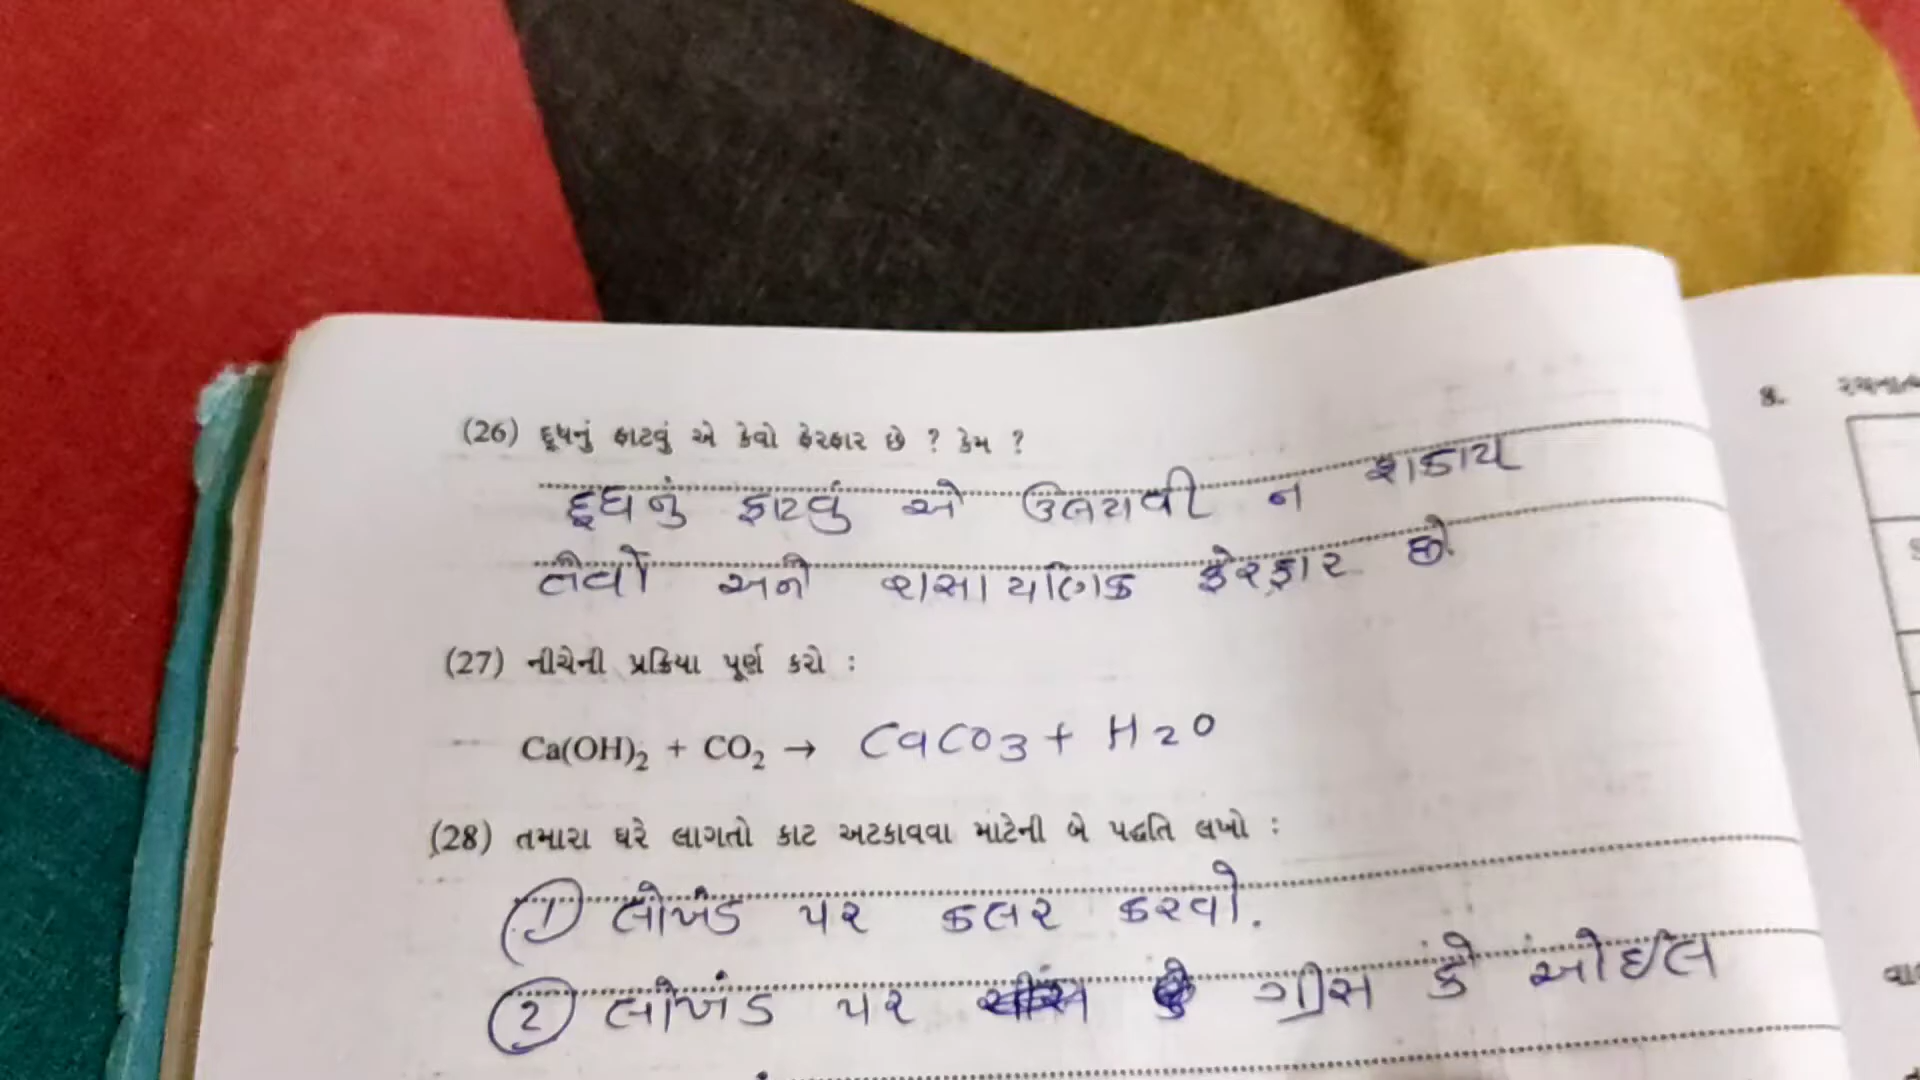 (26) દૂધનું ફાટવું એ કેવો ફેરફાર છે ? કેમ ?
દૂધનું ફાટવું એ ઉલટાવી ન શકાય
તેવો અને રાસાયણિક ફેરફાર છે.
(27) નીચેની પ્રક્રિયા પૂર્ણ કરો :
Ca(OH)₂ + CO₂ → CaCO3 + H2O
(28) તમારા ઘરે લાગતો કાટ અટકાવવા માટેની બે પદ્ધતિ લખો :
① લોખંડ પર કલર કરવો.
② લોખંડ પર ગ્રીસ કે ઓઈલ
8.